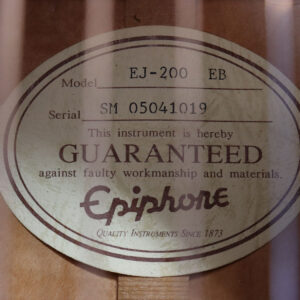 Model EJ-200 EB
Serial SM 05041019
This instrument is hereby
GUARANTEED
against faulty workmanship and materials.
Epiphone
QUALITY INSTRUMENTS SINCE 1873